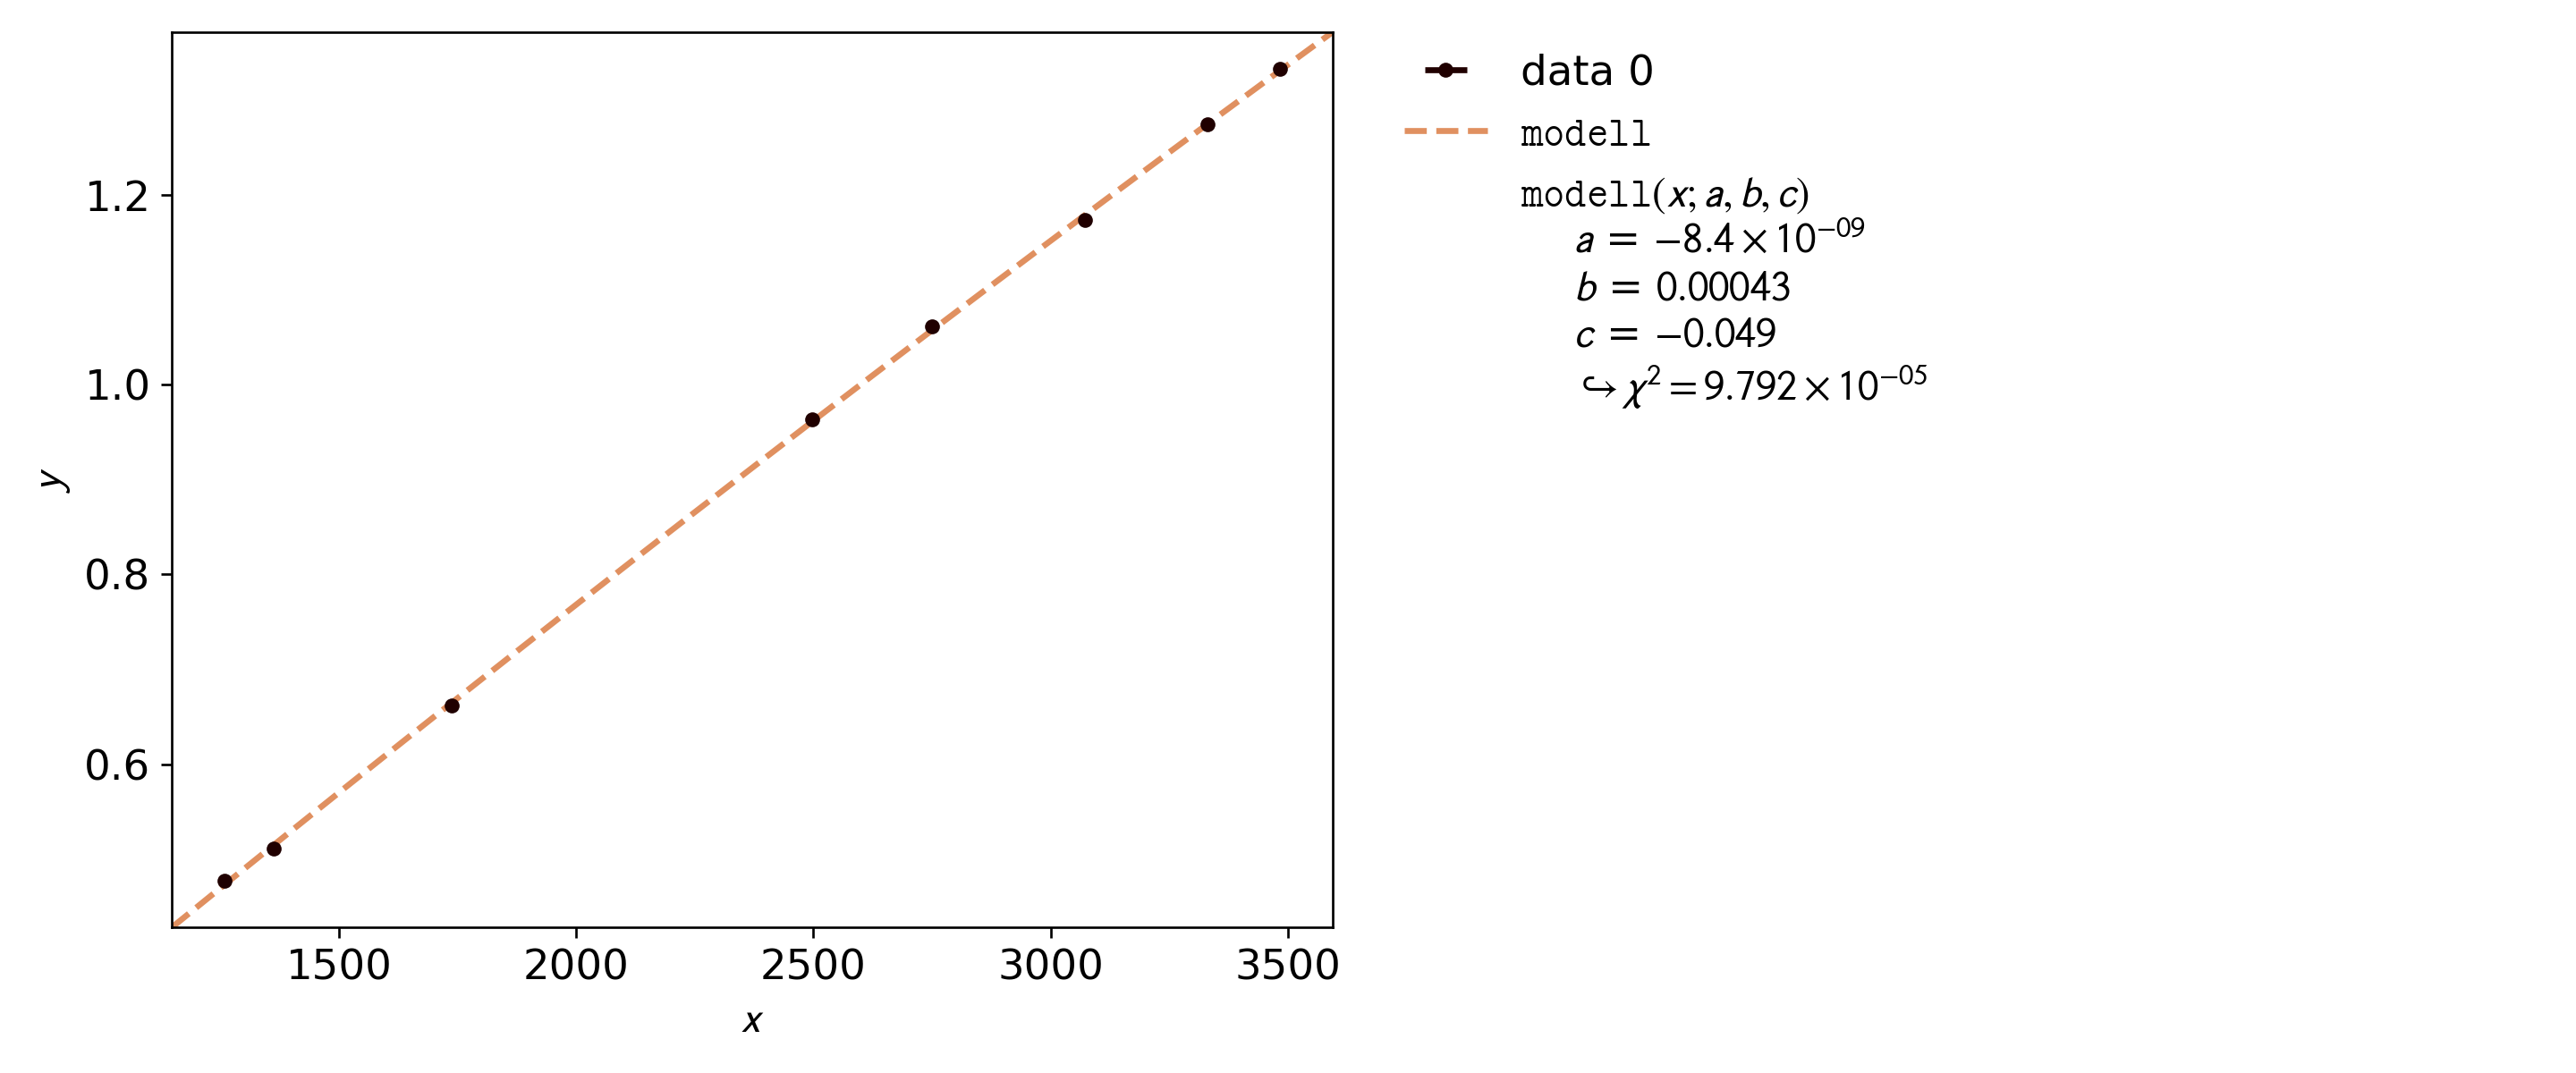 data 0
modell
modell(x; a, b, c)
a = −8.4×10⁻⁰⁹
b = 0.00043
c = −0.049
↪χ²=9.792×10⁻⁰⁵
1.2
1.0
0.8
0.6
y
1500 2000 2500 3000 3500
x